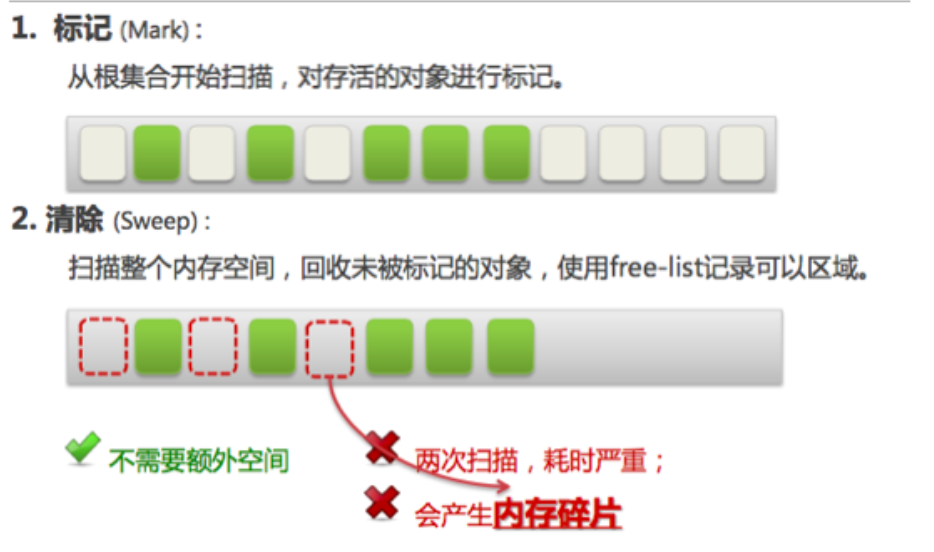 1. 标记 (Mark)：
从根集合开始扫描，对存活的对象进行标记。
2. 清除 (Sweep)：
扫描整个内存空间，回收未被标记的对象，使用free-list记录可以区域。
不需要额外空间
两次扫描，耗时严重；
会产生内存碎片